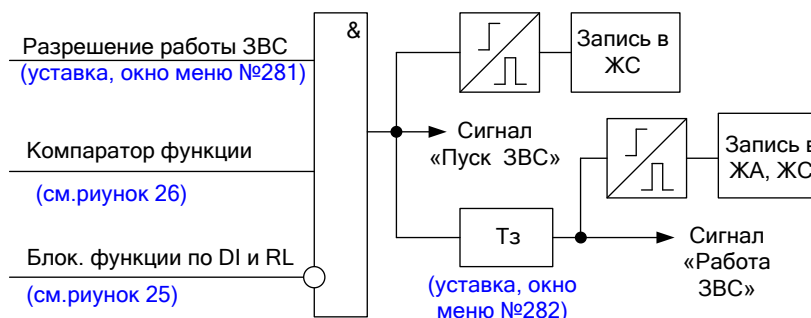 &
Разрешение работы ЗВС
(уставка, окно меню №281)
Запись в
ЖС
Сигнал
«Пуск ЗВС»
Компаратор функции
(см.риунок 26)
Запись в
ЖА, ЖС
Тз
Блок. функции по DI и RL
(см.риунок 25)
(уставка, окно
меню №282)
Сигнал
«Работа
ЗВС»